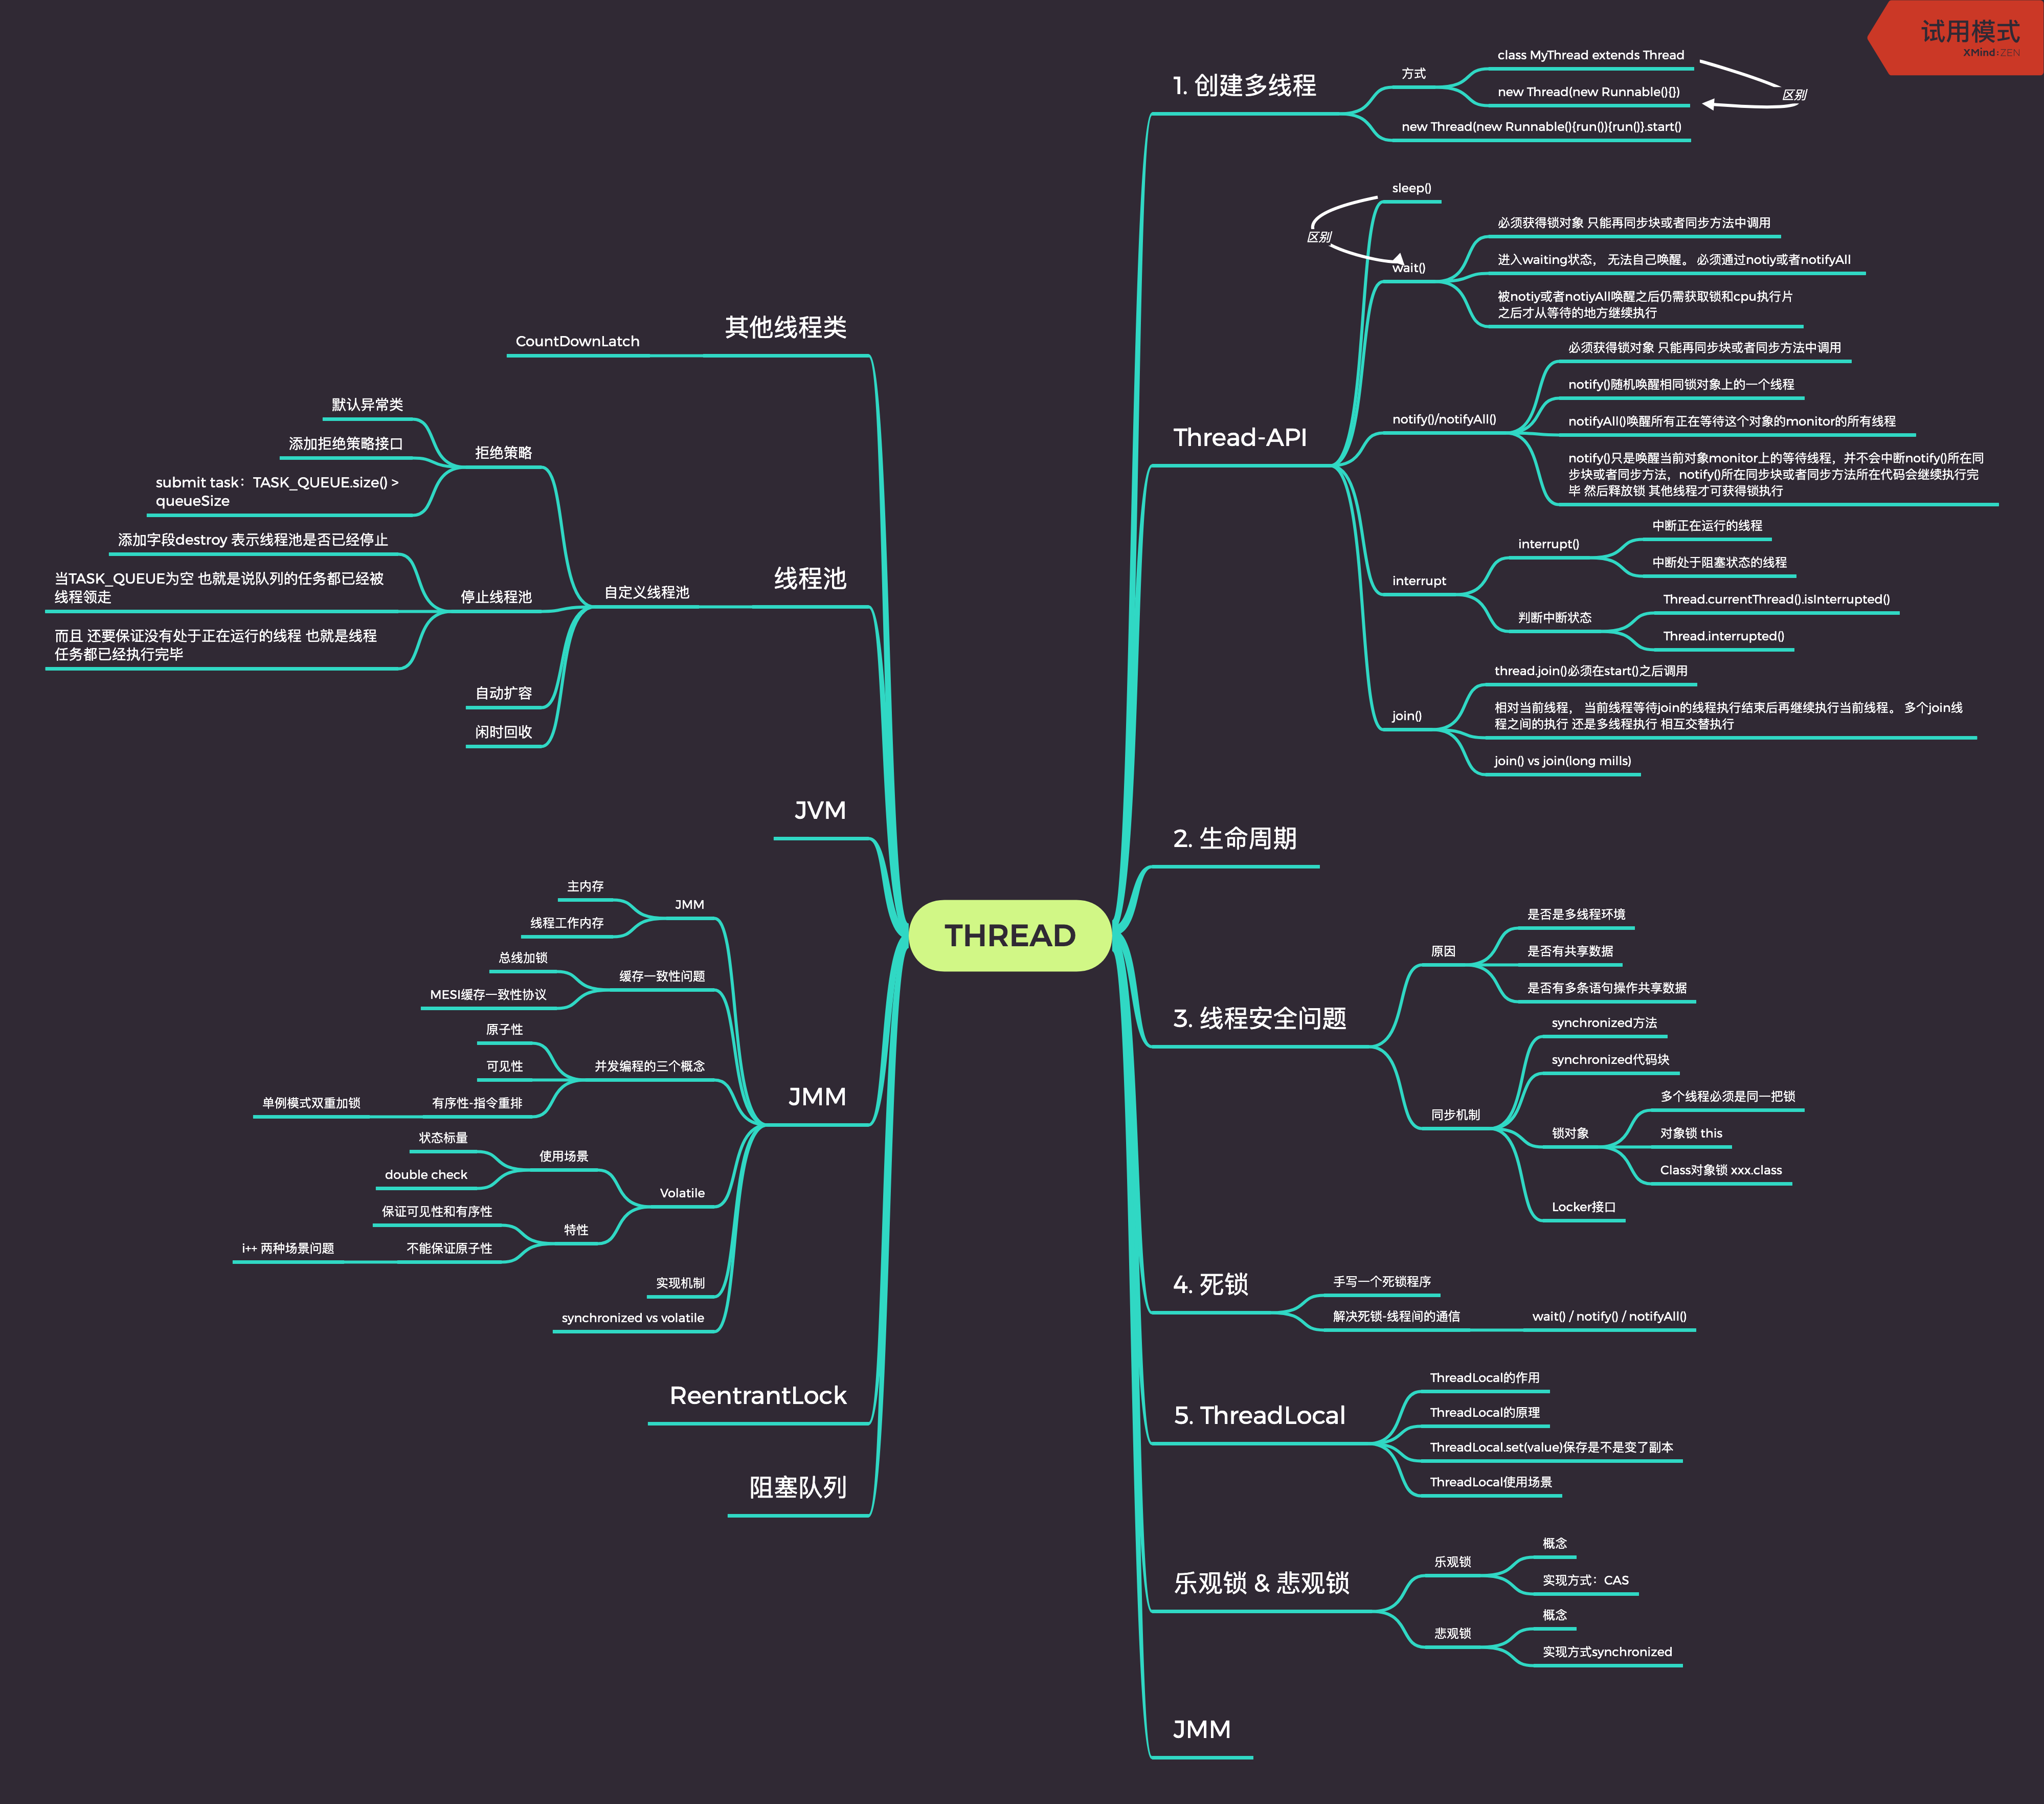 试用模式
XMind:ZEN
THREAD
1. 创建多线程
方式
class MyThread extends Thread
new Thread(new Runnable(){})
区别
new Thread(new Runnable(){run()){run()}.start()
Thread-API
sleep()
区别
wait()
必须获得锁对象 只能再同步块或者同步方法中调用
进入waiting状态， 无法自己唤醒。 必须通过notiy或者notifyAll
被notiy或者notiyAll唤醒之后仍需获取锁和cpu执行片
之后才从等待的地方继续执行
notify()/notifyAll()
必须获得锁对象 只能再同步块或者同步方法中调用
notify()随机唤醒相同锁对象上的一个线程
notifyAll()唤醒所有正在等待这个对象的monitor的所有线程
notify()只是唤醒当前对象monitor上的等待线程，并不会中断notify()所在同
步块或者同步方法，notify()所在同步块或者同步方法所在代码会继续执行完
毕 然后释放锁 其他线程才可获得锁执行
interrupt
interrupt()
中断正在运行的线程
中断处于阻塞状态的线程
判断中断状态
Thread.currentThread().isInterrupted()
Thread.interrupted()
join()
thread.join()必须在start()之后调用
相对当前线程， 当前线程等待join的线程执行结束后再继续执行当前线程。 多个join线
程之间的执行 还是多线程执行 相互交替执行
join() vs join(long mills)
2. 生命周期
3. 线程安全问题
原因
是否是多线程环境
是否有共享数据
是否有多条语句操作共享数据
同步机制
synchronized方法
synchronized代码块
锁对象
多个线程必须是同一把锁
对象锁 this
Class对象锁 xxx.class
Locker接口
4. 死锁
手写一个死锁程序
解决死锁-线程间的通信
wait() / notify() / notifyAll()
5. ThreadLocal
ThreadLocal的作用
ThreadLocal的原理
ThreadLocal.set(value)保存是不是变了副本
ThreadLocal使用场景
乐观锁 & 悲观锁
乐观锁
概念
实现方式：CAS
悲观锁
概念
实现方式synchronized
JMM
其他线程类
CountDownLatch
线程池
自定义线程池
拒绝策略
默认异常类
添加拒绝策略接口
submit task：TASK_QUEUE.size() >
queueSize
停止线程池
添加字段destroy 表示线程池是否已经停止
当TASK_QUEUE为空 也就是说队列的任务都已经被
线程领走
而且 还要保证没有处于正在运行的线程 也就是线程
任务都已经执行完毕
自动扩容
闲时回收
JVM
JMM
JMM
主内存
线程工作内存
缓存一致性问题
总线加锁
MESI缓存一致性协议
并发编程的三个概念
原子性
可见性
有序性-指令重排
单例模式双重加锁
Volatile
使用场景
状态标量
double check
特性
保证可见性和有序性
不能保证原子性
i++ 两种场景问题
实现机制
synchronized vs volatile
ReentrantLock
阻塞队列